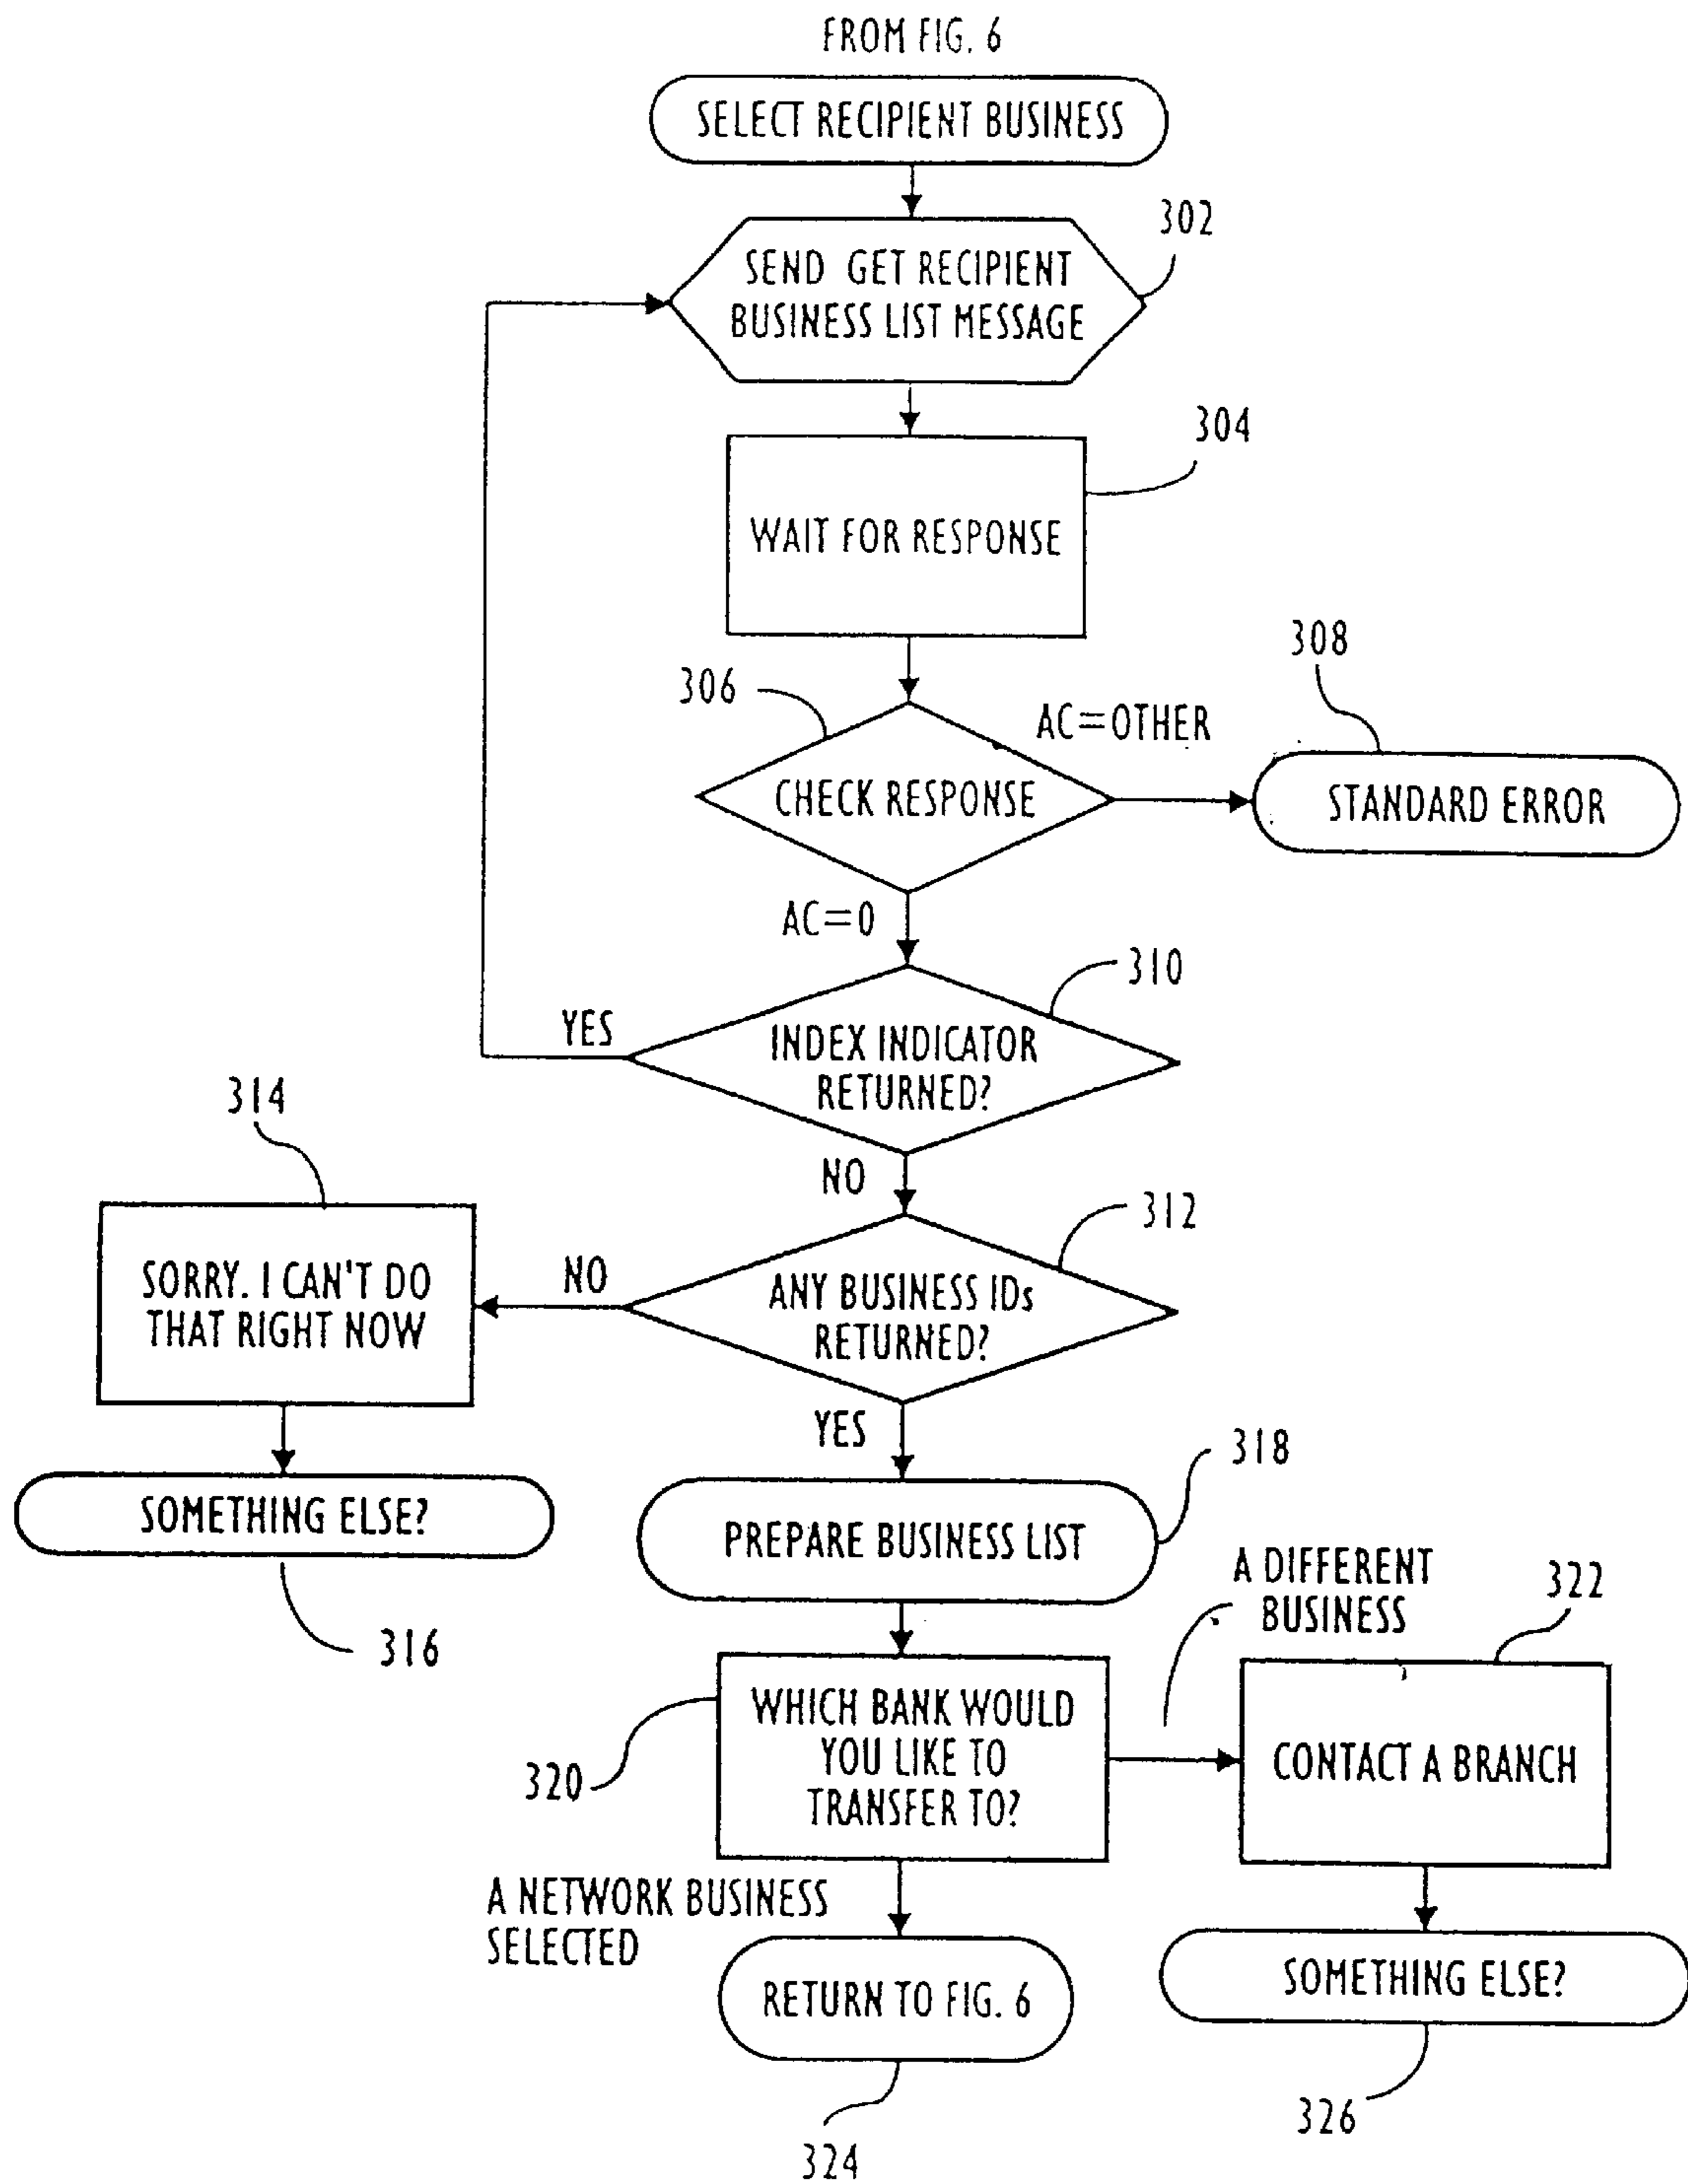 FROM FIG. 6
SELECT RECIPIENT BUSINESS
302
SEND GET RECIPIENT
BUSINESS LIST MESSAGE
304
WAIT FOR RESPONSE
308
306
AC=OTHER
CHECK RESPONSE
STANDARD ERROR
AC=0
310
YES
INDEX INDICATOR
RETURNED?
314
NO
312
SORRY. I CAN'T DO
THAT RIGHT NOW
NO
ANY BUSINESS IDs
RETURNED?
YES
318
SOMETHING ELSE?
PREPARE BUSINESS LIST
A DIFFERENT
BUSINESS
322
316
WHICH BANK WOULD
YOU LIKE TO
TRANSFER TO?
320
CONTACT A BRANCH
A NETWORK BUSINESS
SELECTED
RETURN TO FIG. 6
SOMETHING ELSE?
326
324